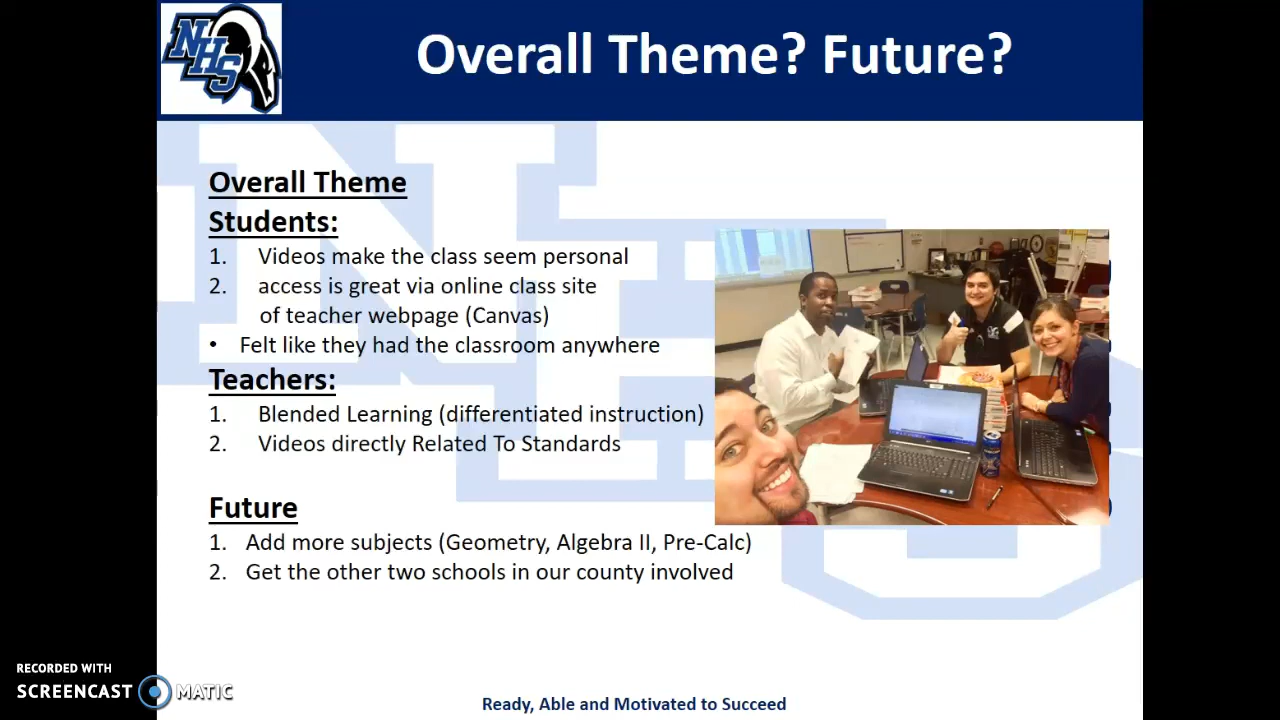 NHS
Overall Theme? Future?
Overall Theme
Students:
1. Videos make the class seem personal
2. access is great via online class site
of teacher webpage (Canvas)
• Felt like they had the classroom anywhere
Teachers:
1. Blended Learning (differentiated instruction)
2. Videos directly Related To Standards
Future
1. Add more subjects (Geometry, Algebra II, Pre-Calc)
2. Get the other two schools in our county involved
RECORDED WITH
SCREENCAST MATIC
Ready, Able and Motivated to Succeed